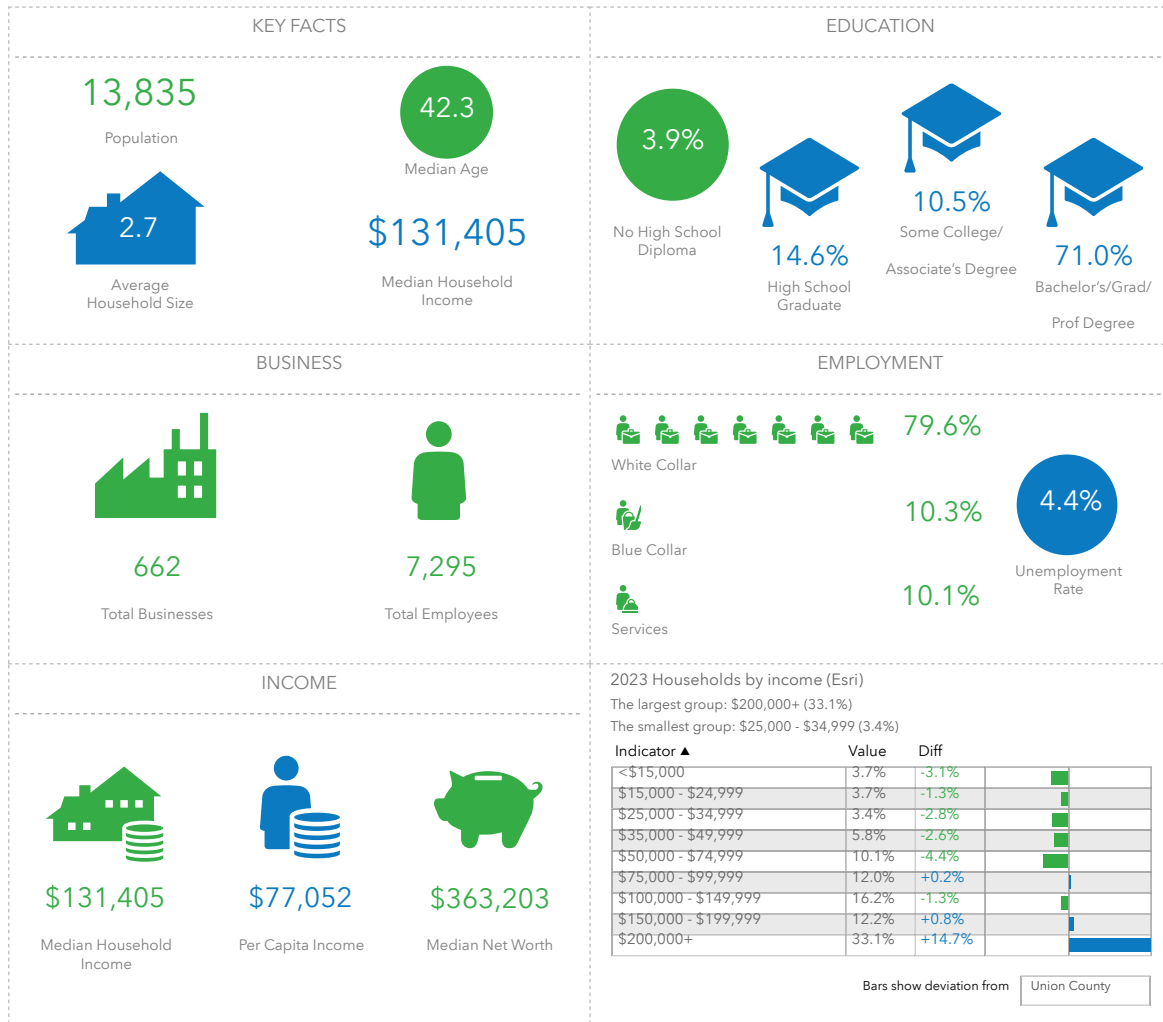 KEY FACTS
13,835
Population
42.3
Median Age
2.7
Average
Household Size
$131,405
Median Household
Income
EDUCATION
3.9%
No High School
Diploma
14.6%
High School
Graduate
10.5%
Some College/
Associate's Degree
71.0%
Bachelor's/Grad/
Prof Degree
BUSINESS
662
Total Businesses
7,295
Total Employees
EMPLOYMENT
79.6%
White Collar
10.3%
Blue Collar
10.1%
Services
4.4%
Unemployment
Rate
INCOME
$131,405
Median Household
Income
$77,052
Per Capita Income
$363,203
Median Net Worth
2023 Households by income (Esri)
The largest group: $200,000+ (33.1%)
The smallest group: $25,000 - $34,999 (3.4%)
Indicator ▲ Value Diff
<$15,000 3.7% -3.1%
$15,000 - $24,999 3.7% -1.3%
$25,000 - $34,999 3.4% -2.8%
$35,000 - $49,999 5.8% -2.6%
$50,000 - $74,999 10.1% -4.4%
$75,000 - $99,999 12.0% +0.2%
$100,000 - $149,999 16.2% -1.3%
$150,000 - $199,999 12.2% +0.8%
$200,000+ 33.1% +14.7%
Bars show deviation from Union County